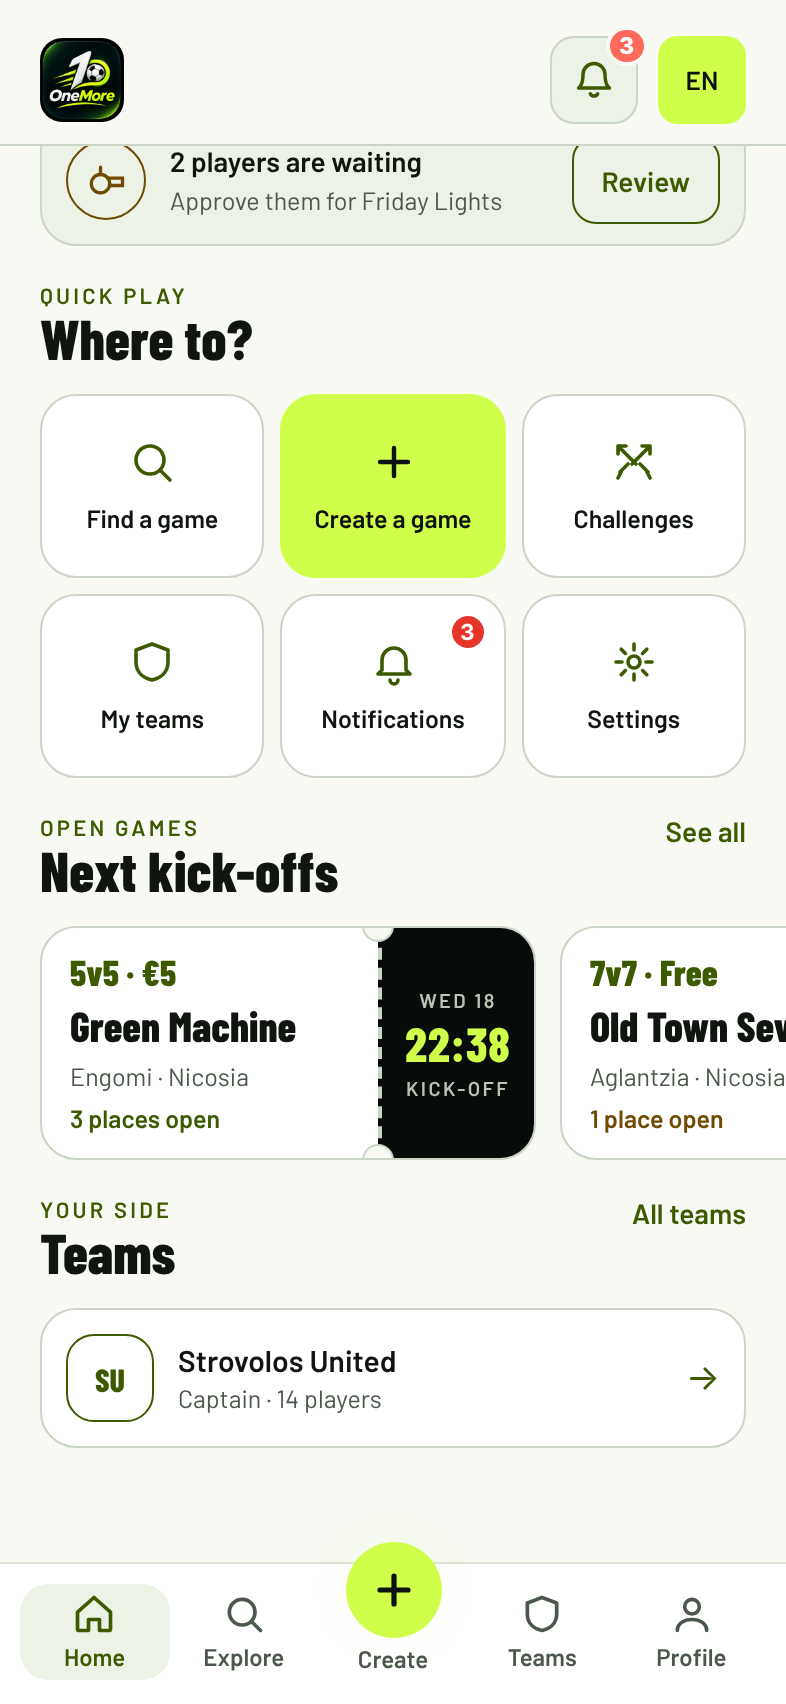 OneMore
3
EN
2 players are waiting
Approve them for Friday Lights
Review
QUICK PLAY
Where to?
Find a game
Create a game
Challenges
My teams
3
Notifications
Settings
OPEN GAMES
See all
Next kick-offs
5v5 · €5
Green Machine
Engomi · Nicosia
3 places open
WED 18
22:38
KICK-OFF
7v7 · Free
Old Town Sev
Aglantzia · Nicosia
1 place open
YOUR SIDE
All teams
Teams
SU
Strovolos United
Captain · 14 players
Home
Explore
Create
Teams
Profile